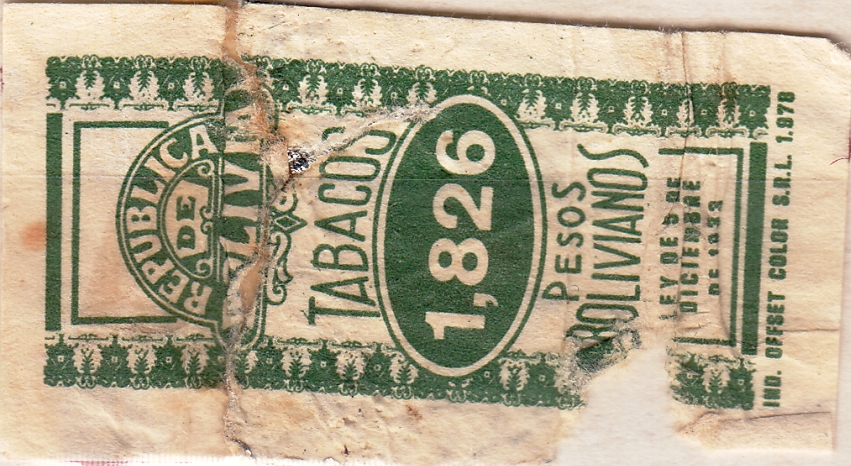 REPUBLICA
DE
BOLIVIA
TABACOS
1,826
PESOS
BOLIVIANOS
LEY DE 5 DE
DICIEMBRE
DE
IND. OFFSET COLOR S.R.L. 1.978